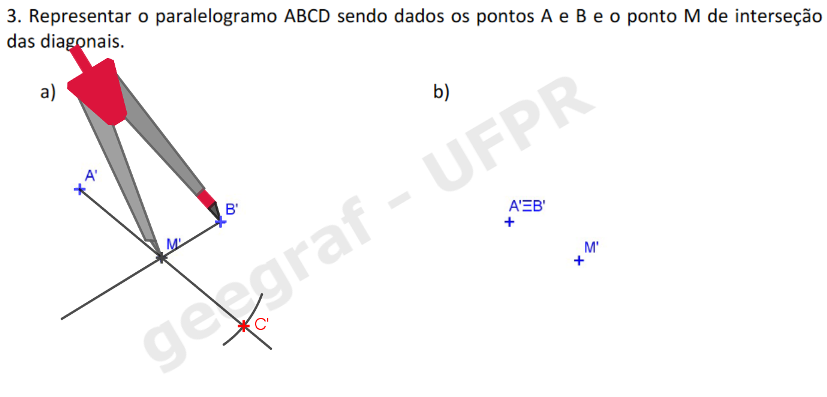 3. Representar o paralelogramo ABCD sendo dados os pontos A e B e o ponto M de interseção
das diagonais.
a)
b)
A'
B'
M'
C'
A'≡B'
M'
geegraf - UFPR